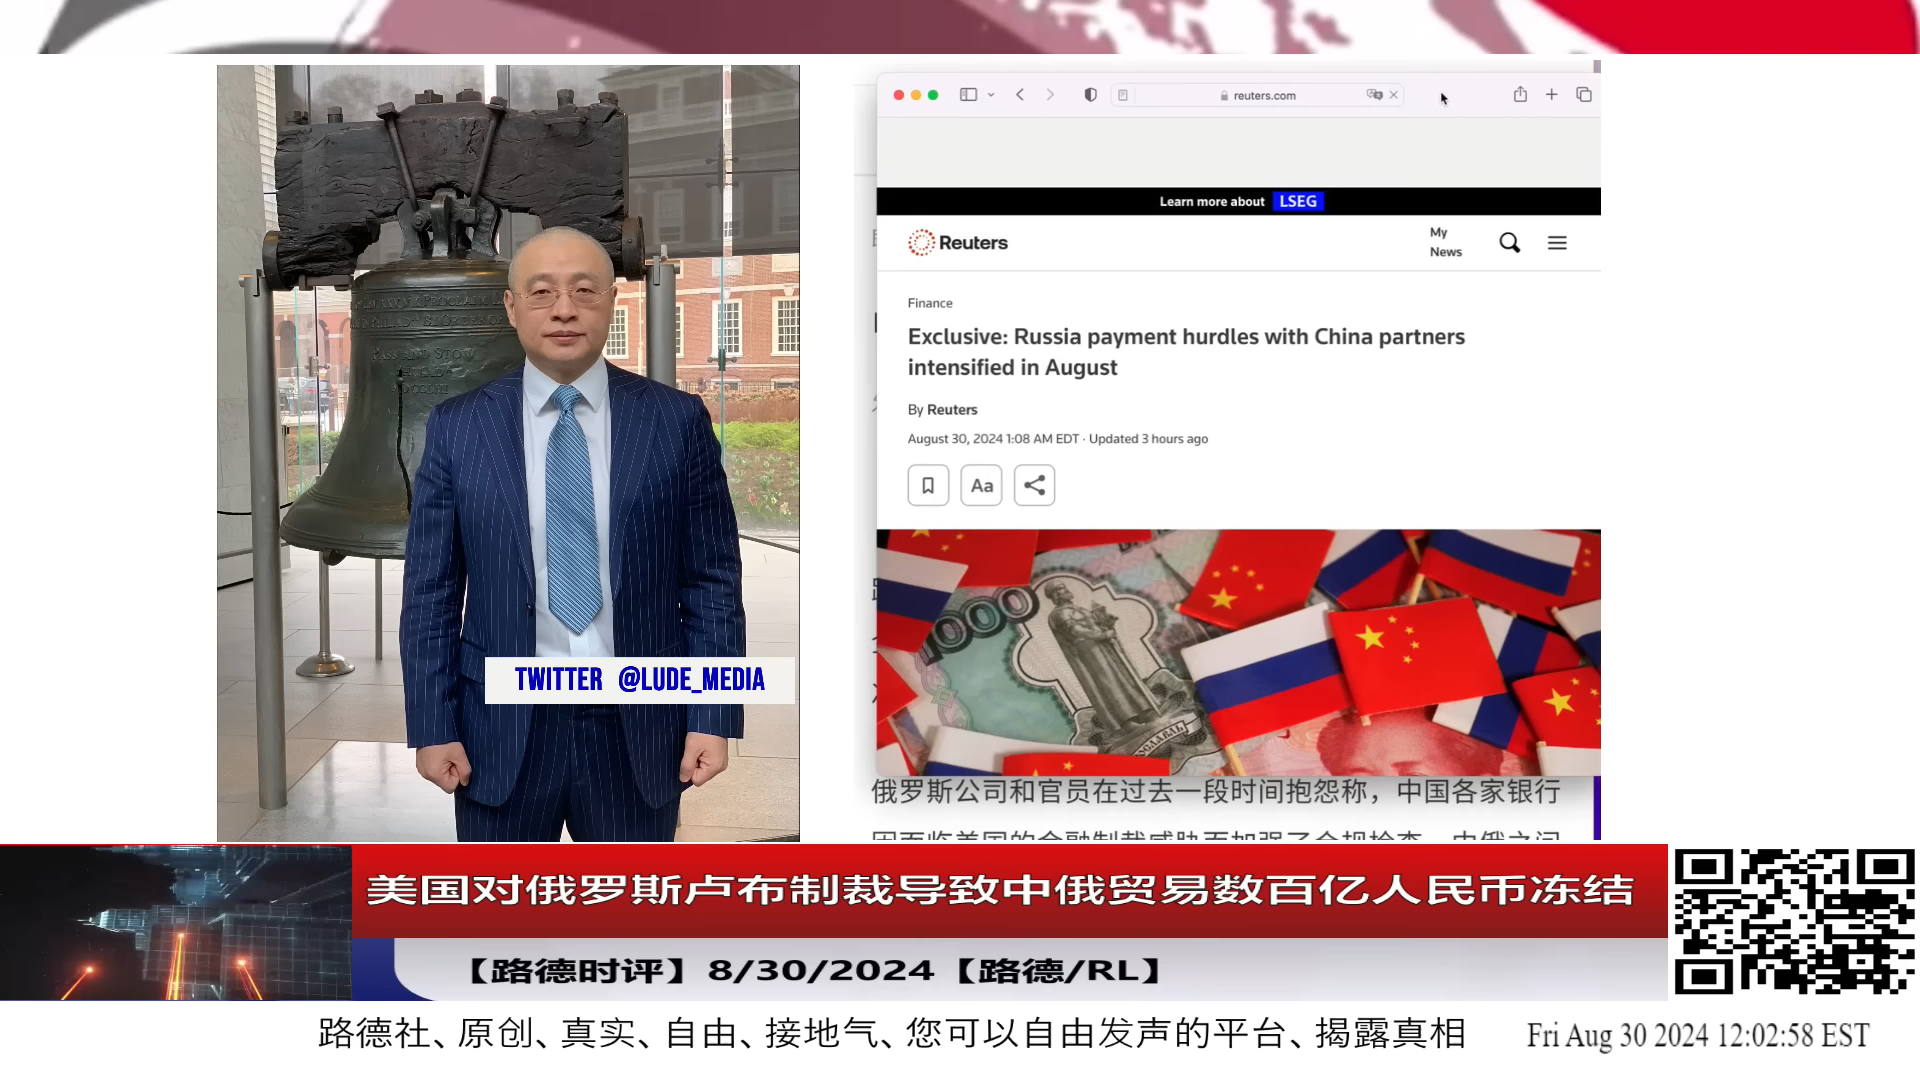 PASS AND STOW
TWITTER @LUDE_MEDIA
reuters.com
Learn more about LSEG
Reuters
My
News
Finance
Exclusive: Russia payment hurdles with China partners
intensified in August
By Reuters
August 30, 2024 1:08 AM EDT · Updated 3 hours ago
Aa
1000
俄罗斯公司和官员在过去一段时间抱怨称，中国各家银行
美国对俄罗斯卢布制裁导致中俄贸易数百亿人民币冻结
【路德时评】8/30/2024【路德/RL】
路德社、原创、真实、自由、接地气、您可以自由发声的平台、揭露真相
Fri Aug 30 2024 12:02:58 EST